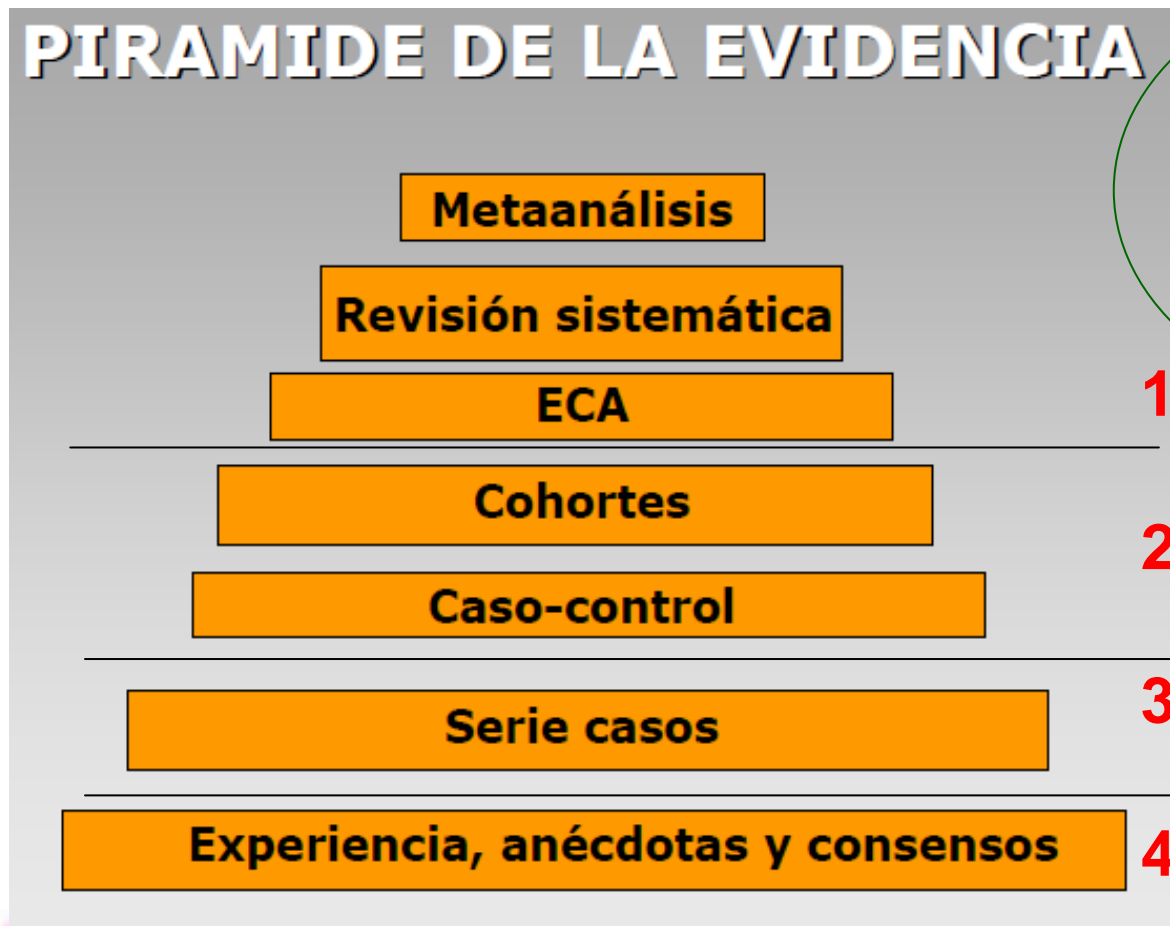 PIRAMIDE DE LA EVIDENCIA
Metaanálisis
Revisión sistemática
ECA
1
Cohortes
2
Caso-control
3
Serie casos
Experiencia, anécdotas y consensos
4